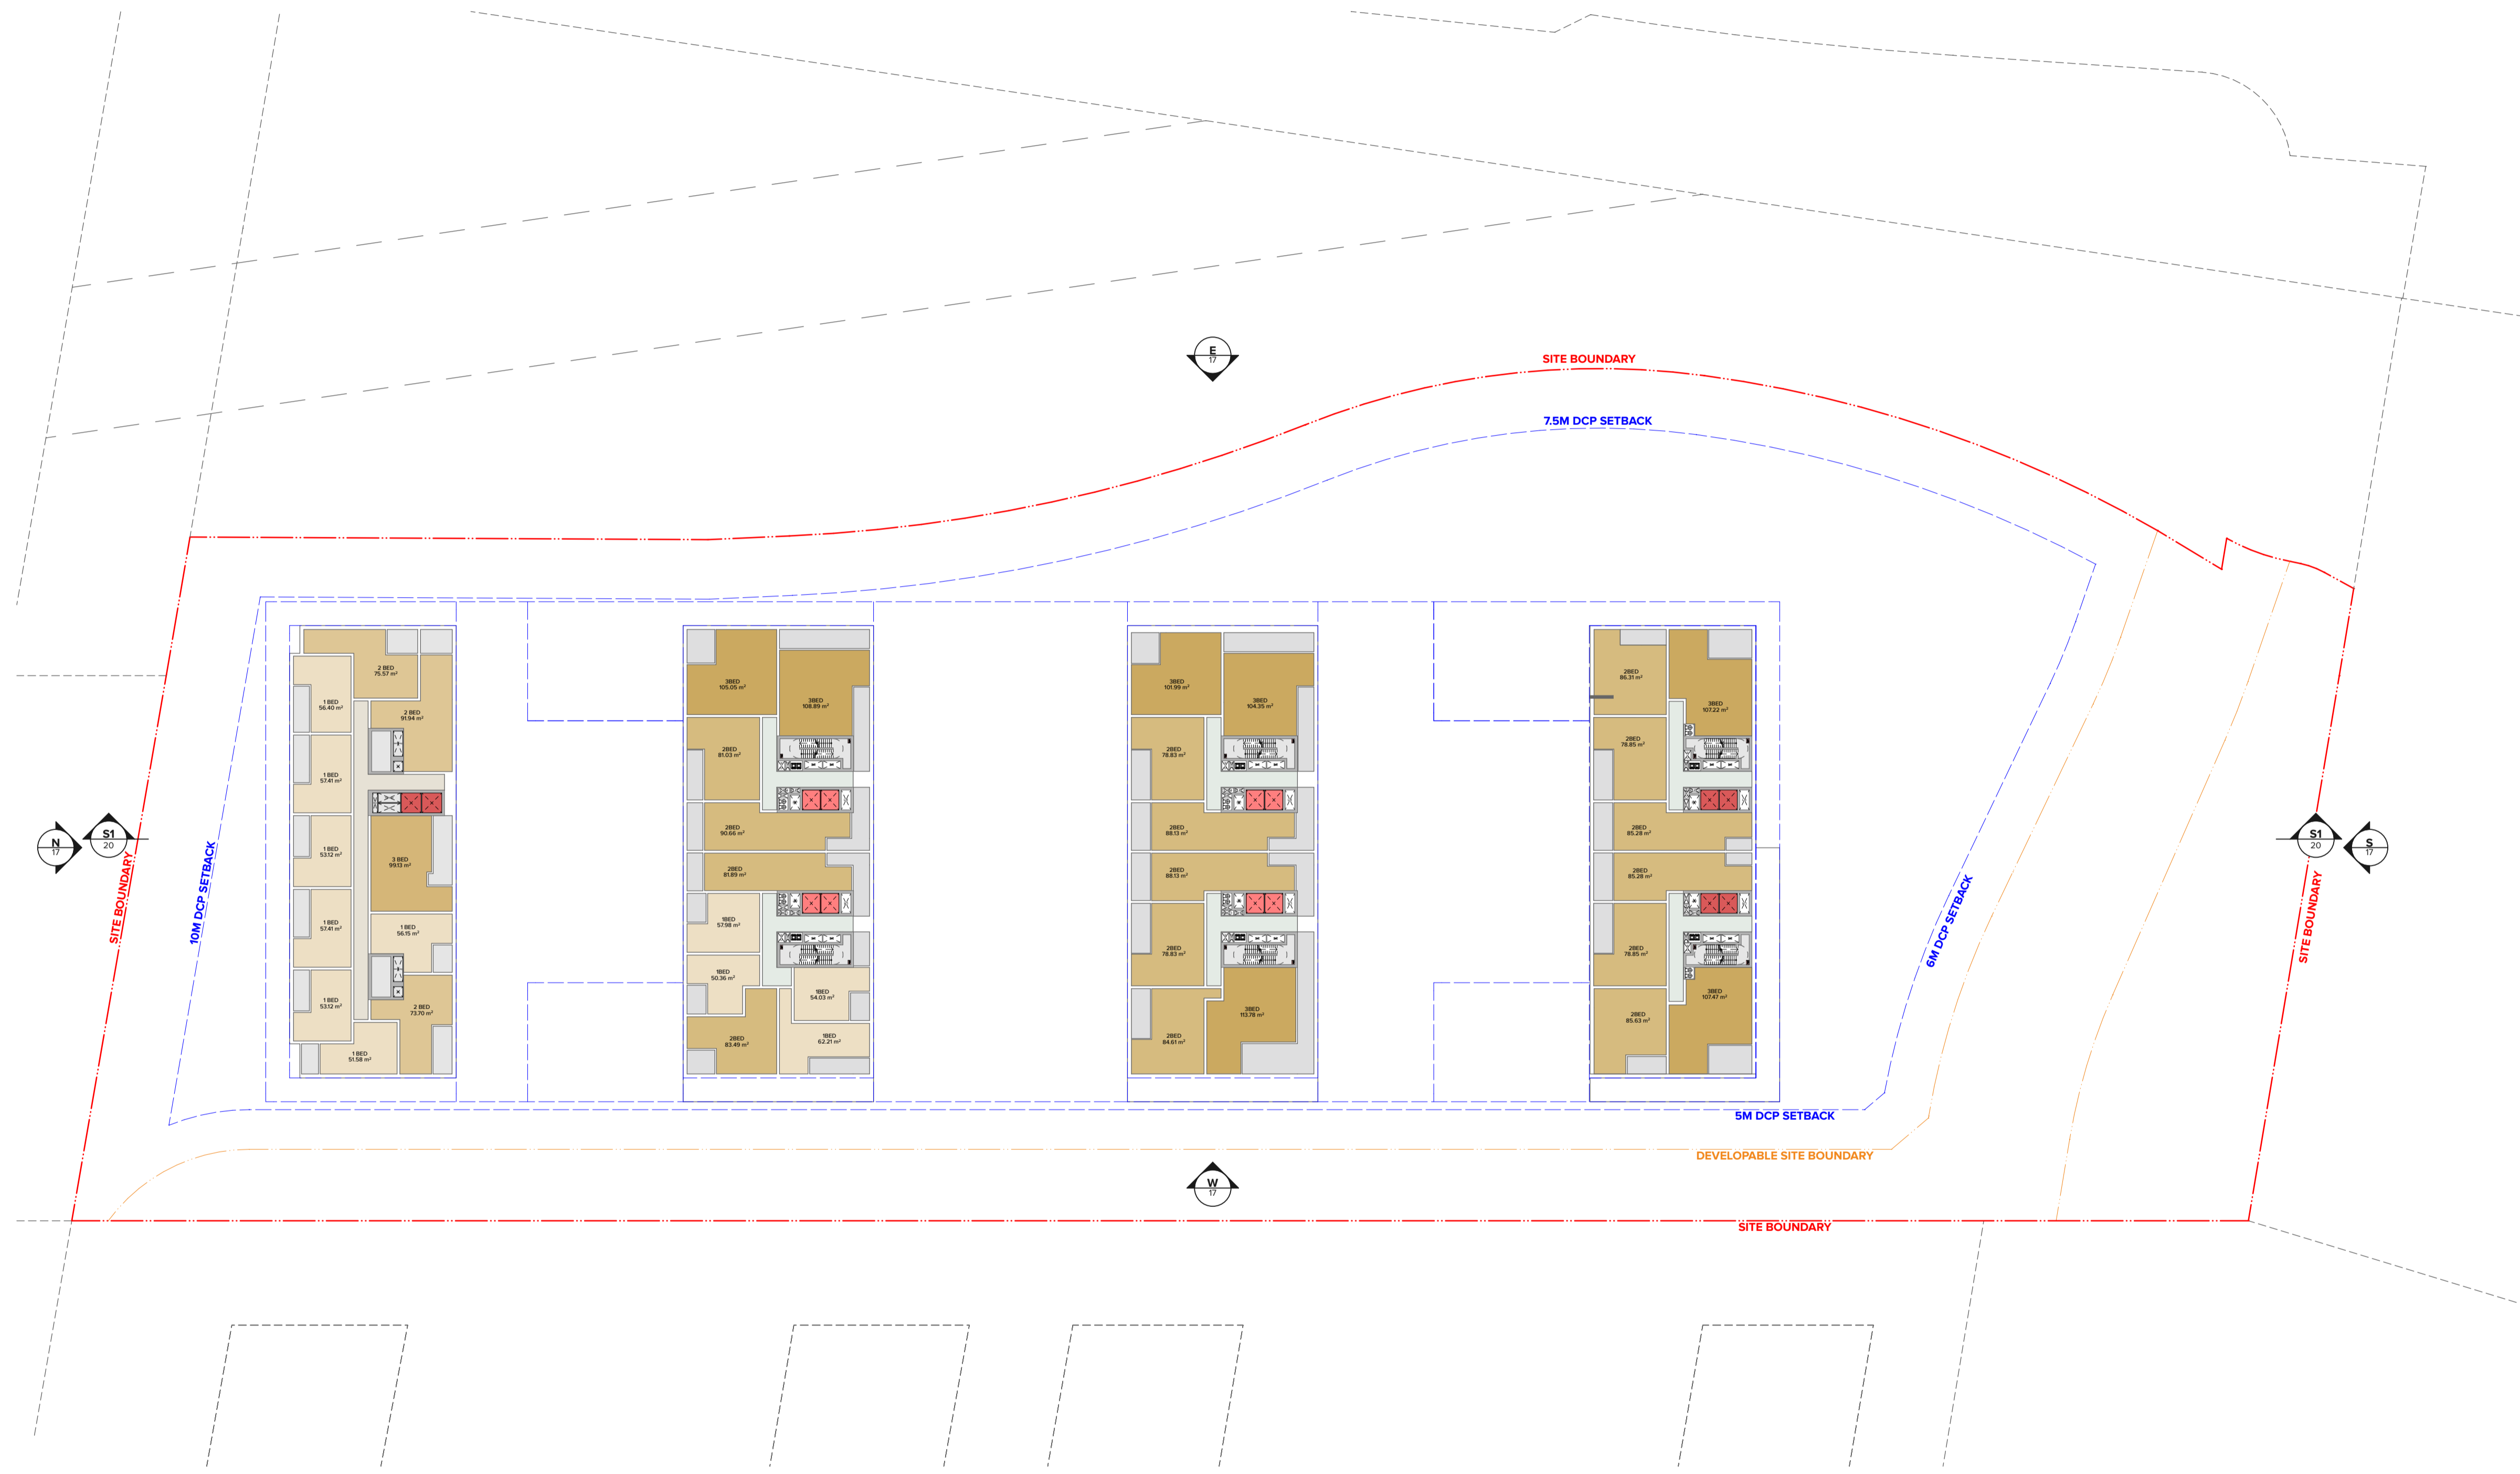 E
17
SITE BOUNDARY
7.5M DCP SETBACK
N
17
S1
20
SITE BOUNDARY
10M DCP SETBACK
2 BED
75.57 m²
1 BED
56.40 m²
2 BED
91.94 m²
1 BED
57.41 m²
1 BED
53.12 m²
3 BED
99.13 m²
1 BED
57.41 m²
1 BED
56.15 m²
1 BED
53.12 m²
2 BED
73.70 m²
1 BED
51.58 m²
3BED
105.05 m²
3BED
108.89 m²
2BED
81.03 m²
2BED
90.66 m²
2BED
81.89 m²
1BED
57.98 m²
1BED
50.36 m²
1BED
54.03 m²
2BED
83.49 m²
1BED
62.21 m²
3BED
101.99 m²
3BED
104.35 m²
2BED
78.83 m²
2BED
88.13 m²
2BED
88.13 m²
2BED
78.83 m²
3BED
113.78 m²
2BED
84.61 m²
2BED
86.31 m²
3BED
107.22 m²
2BED
78.85 m²
2BED
85.28 m²
2BED
85.28 m²
2BED
78.85 m²
3BED
107.47 m²
2BED
85.63 m²
6M DCP SETBACK
S1
20
S
17
SITE BOUNDARY
5M DCP SETBACK
DEVELOPABLE SITE BOUNDARY
W
17
SITE BOUNDARY